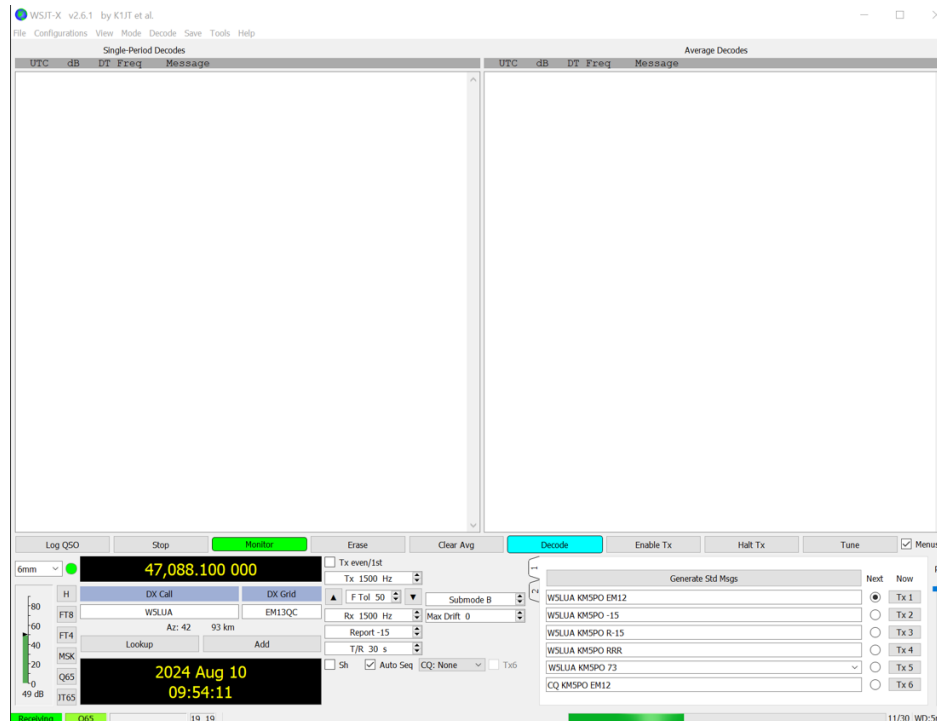 WSJT-X v2.6.1 by K1JT et al.
File Configurations View Mode Decode Save Tools Help
Single-Period Decodes
Average Decodes
UTC dB DT Freq Message
UTC dB DT Freq Message
Log QSO Stop Monitor Erase Clear Avg Decode Enable Tx Halt Tx Tune Menus
6mm
47,088.100 000
Tx even/1st
Tx 1500 Hz
DX Call DX Grid
W5LUA EM13QC
Az: 42 93 km
Lookup Add
2024 Aug 10
09:54:11
H
FT8
FT4
MSK
Q65
JT65
80
60
40
20
0
49 dB
F Tol 50
Submode B
Rx 1500 Hz
Max Drift 0
Report -15
T/R 30 s
Sh Auto Seq CQ: None Tx6
1
2
Generate Std Msgs Next Now
W5LUA KM5PO EM12 Tx 1
W5LUA KM5PO -15 Tx 2
W5LUA KM5PO R-15 Tx 3
W5LUA KM5PO RRR Tx 4
W5LUA KM5PO 73 Tx 5
CQ KM5PO EM12 Tx 6
Receiving Q65 19 19 11/30